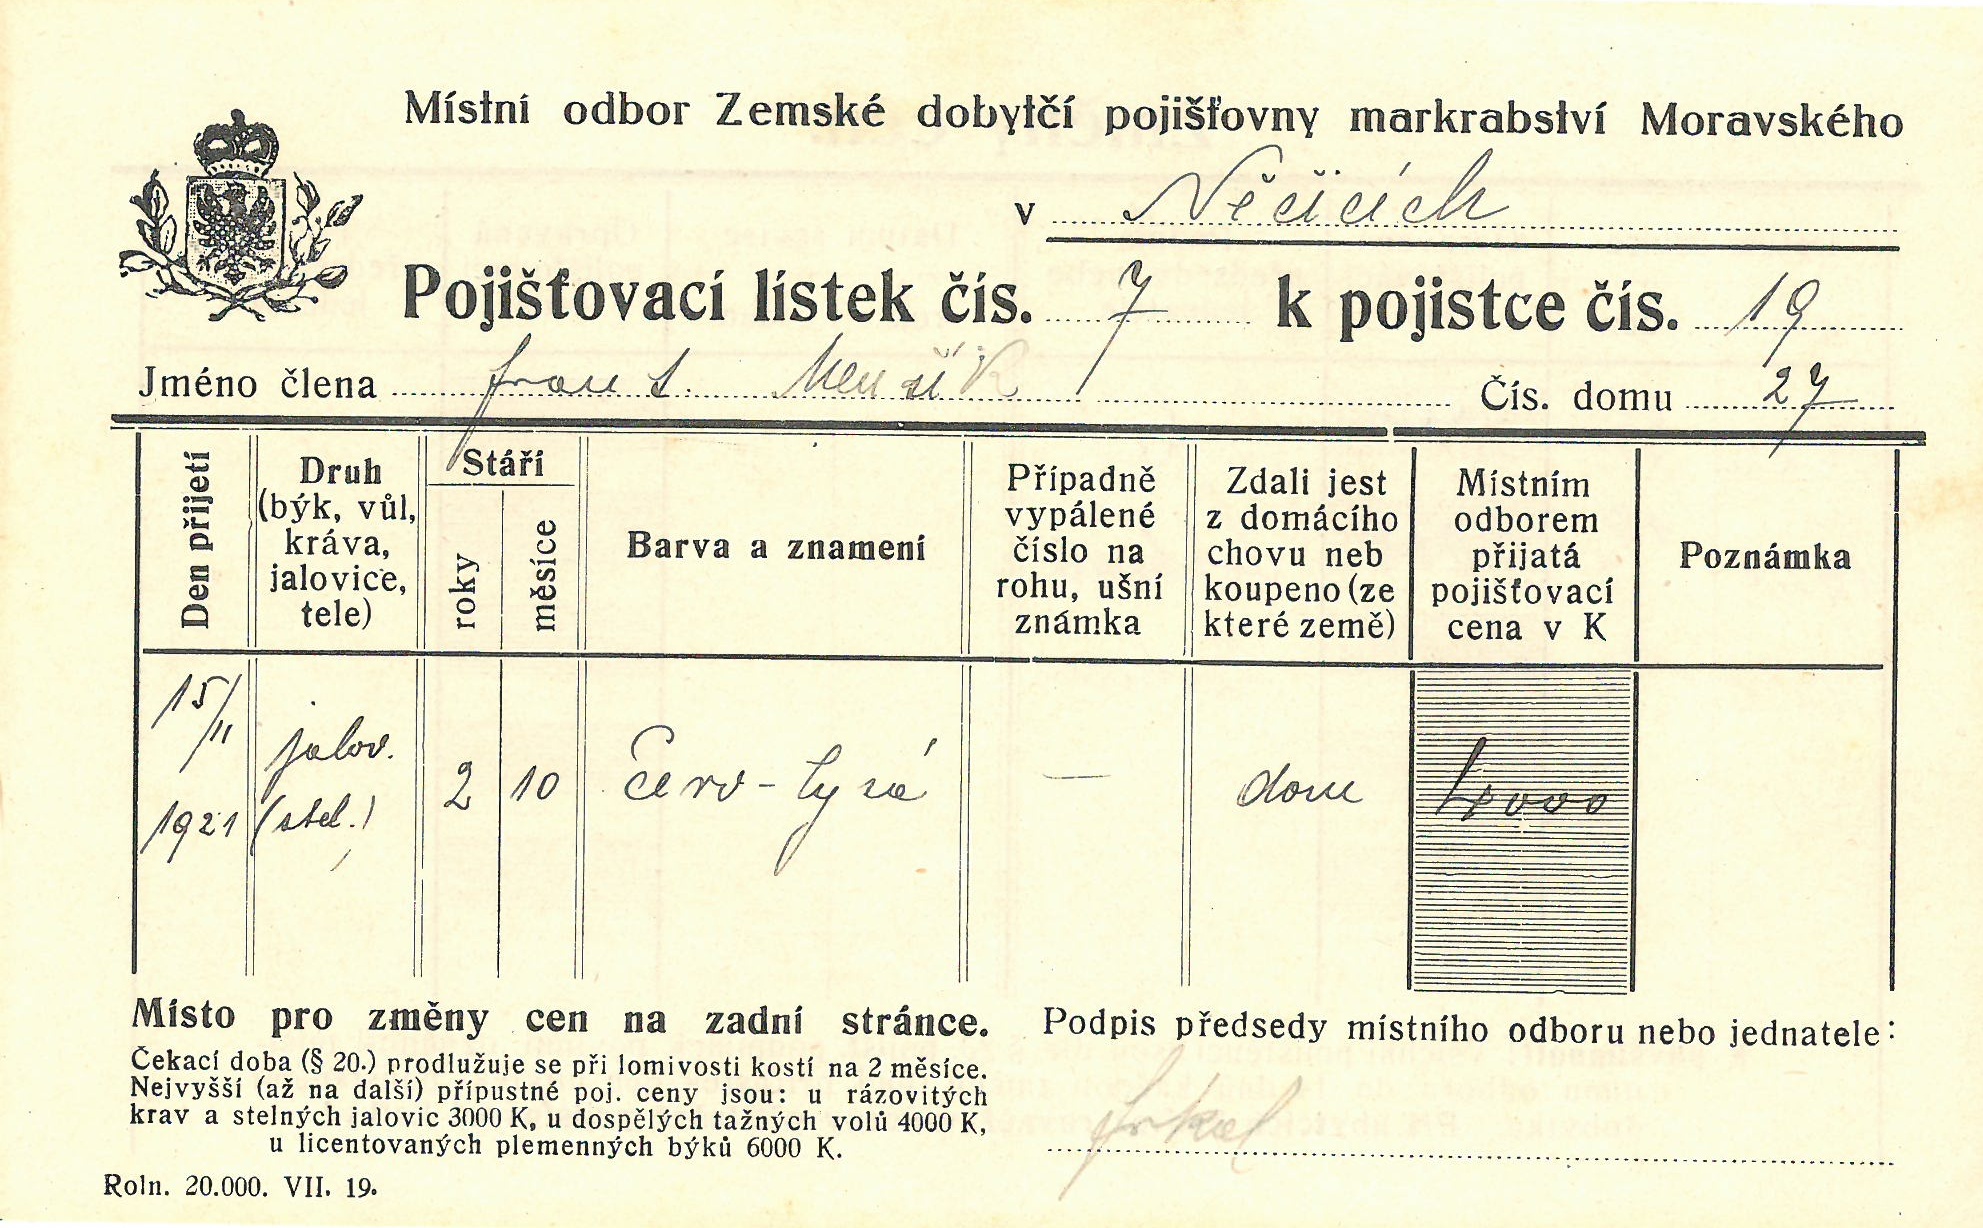 Místní odbor Zemské dobytčí pojišťovny markrabství Moravského
v Něčicích
Pojišťovací lístek čís. 7 k pojistce čís. 19
Jméno člena Frant. Čís. domu 27
Den přijetí
Druh
(býk, vůl,
kráva,
jalovice,
tele)
Stáří
roky
měsíce
Barva a znamení
Případně
vypálené
číslo na
rohu, ušní
známka
Zdali jest
z domácího
chovu neb
koupeno (ze
které země)
Místním
odborem
přijatá
pojišťovací
cena v K
Poznámka
15/II
1921
jalov.
(stel.)
2
10
červ-lysá
—
dom
4000
Místo pro změny cen na zadní stránce.
Čekací doba (§ 20.) prodlužuje se při lomivosti kostí na 2 měsíce.
Nejvyšší (až na další) přípustné poj. ceny jsou: u rázovitých
krav a stelných jalovic 3000 K, u dospělých tažných volů 4000 K,
u licentovaných plemenných býků 6000 K.
Podpis předsedy místního odboru nebo jednatele:
Roln. 20.000. VII. 19.